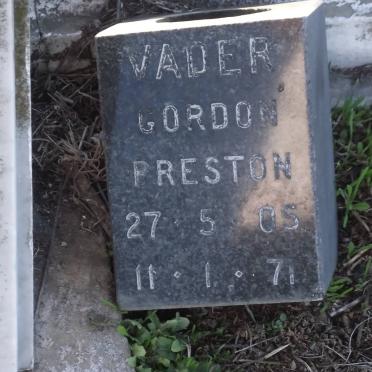 VADER
GORDON
PRESTON
27 · 5 · 05
11 · 1 · 71